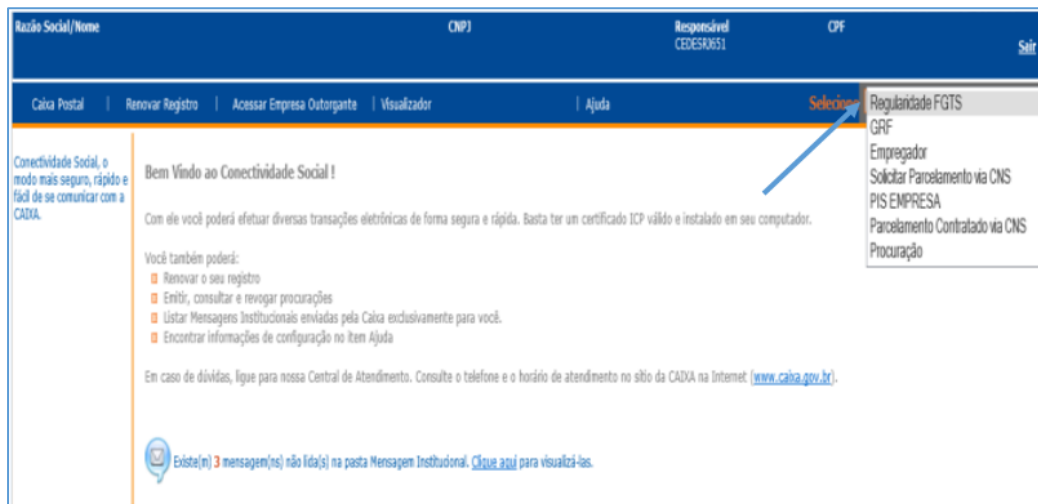 Razão Social/Nome
CNPJ
Responsável
CPF
CEDESRJ651
Sair
Caixa Postal | Renovar Registro | Acessar Empresa Outorgante | Visualizador | Ajuda
Selecione
Regularidade FGTS
GRF
Empregador
Solicitar Parcelamento via CNS
PIS EMPRESA
Parcelamento Contratado via CNS
Procuração
Conectividade Social, o
modo mais seguro, rápido e
fácil de se comunicar com a
CAIXA.
Bem Vindo ao Conectividade Social !
Com ele você poderá efetuar diversas transações eletrônicas de forma segura e rápida. Basta ter um certificado ICP válido e instalado em seu computador.
Você também poderá:
Renovar o seu registro
Emitir, consultar e revogar procurações
Listar Mensagens Institucionais enviadas pela Caixa exclusivamente para você.
Encontrar informações de configuração no item Ajuda
Em caso de dúvidas, ligue para nossa Central de Atendimento. Consulte o telefone e o horário de atendimento no sítio da CAIXA na Internet (www.caixa.gov.br).
Existe(m) 3 mensagem(ns) não lida(s) na pasta Mensagem Institucional. Clique aqui para visualizá-las.